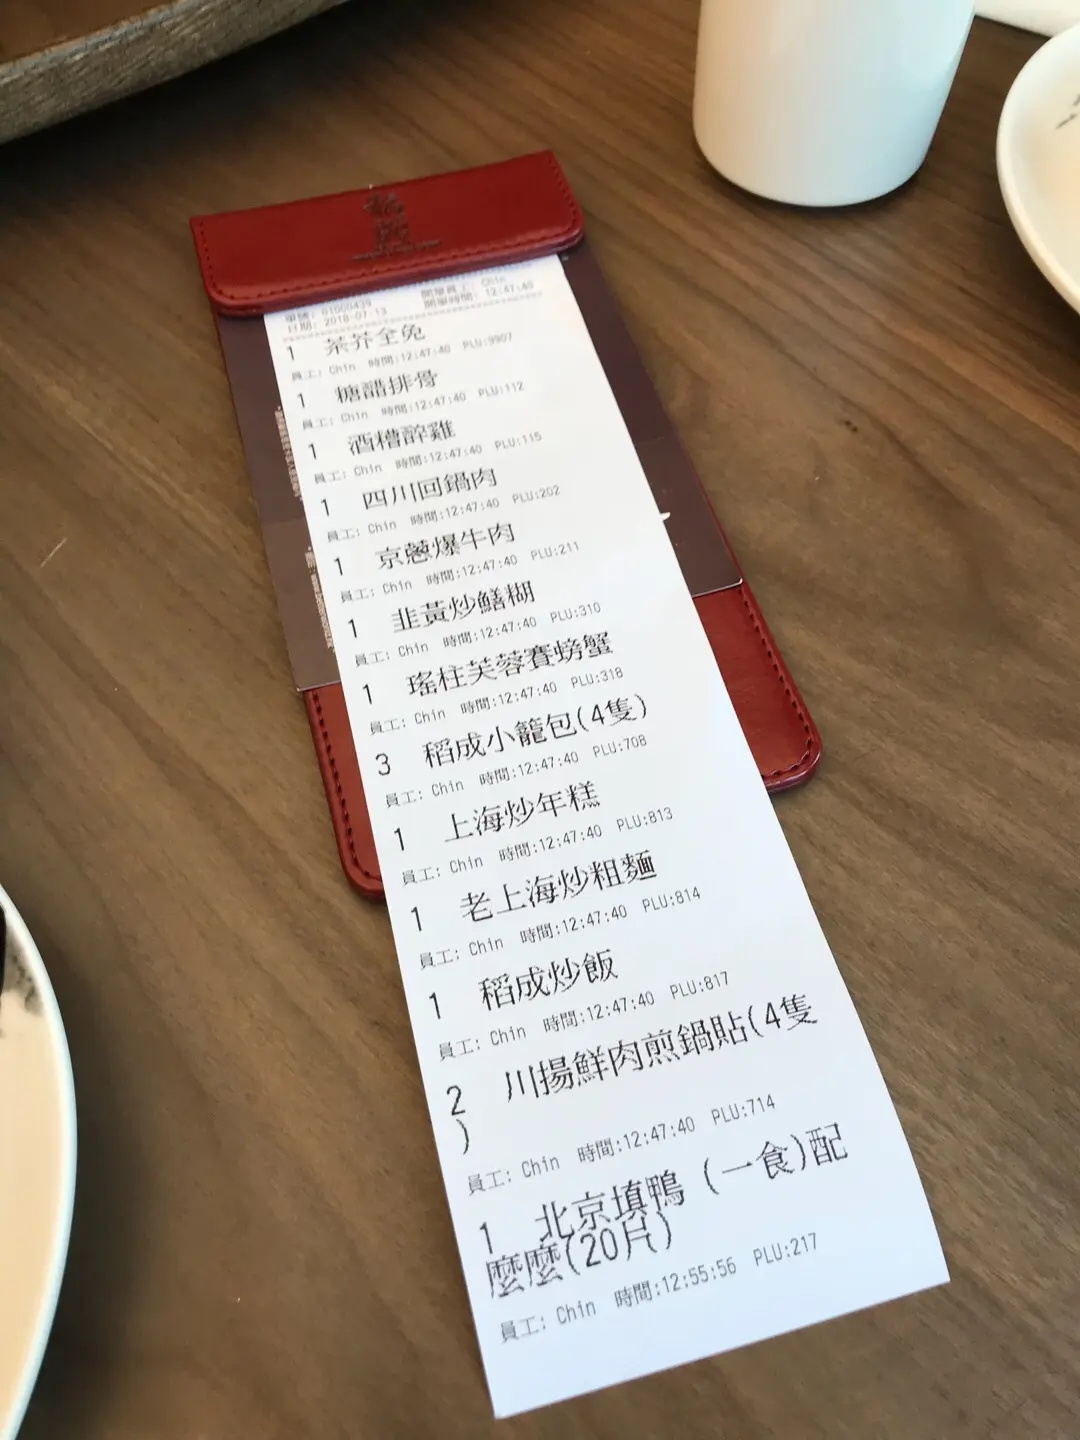 單號: 01000439 開單員工: Chin
日期: 2018-07-13 開單時間: 12:47:40
1 茶芥全免
員工: Chin 時間:12:47:40 PLU:9907
1 糖醋排骨
員工: Chin 時間:12:47:40 PLU:112
1 酒糟醉雞
員工: Chin 時間:12:47:40 PLU:115
1 四川回鍋肉
員工: Chin 時間:12:47:40 PLU:202
1 京蔥爆牛肉
員工: Chin 時間:12:47:40 PLU:211
1 韭黃炒鱔糊
員工: Chin 時間:12:47:40 PLU:310
1 瑤柱芙蓉賽螃蟹
員工: Chin 時間:12:47:40 PLU:318
3 稻成小籠包(4隻)
員工: Chin 時間:12:47:40 PLU:708
1 上海炒年糕
員工: Chin 時間:12:47:40 PLU:813
1 老上海炒粗麵
員工: Chin 時間:12:47:40 PLU:814
1 稻成炒飯
員工: Chin 時間:12:47:40 PLU:817
2 川揚鮮肉煎鍋貼(4隻
)
員工: Chin 時間:12:47:40 PLU:714
1 北京填鴨 (一食)配
麼麼(20片)
員工: Chin 時間:12:55:56 PLU:217